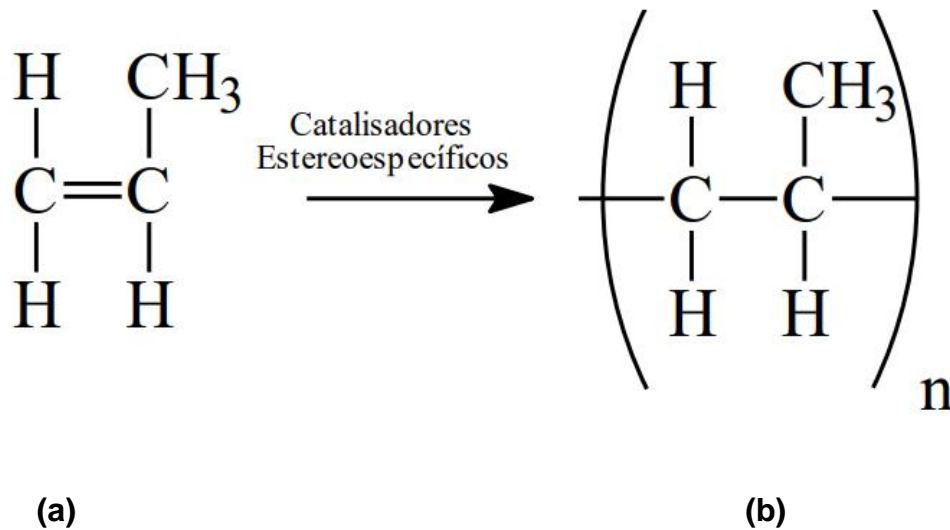 H CH₃
Catalisadores
Estereoespecíficos
C=C
H H
(a)
H CH₃
C C
H H
n
(b)